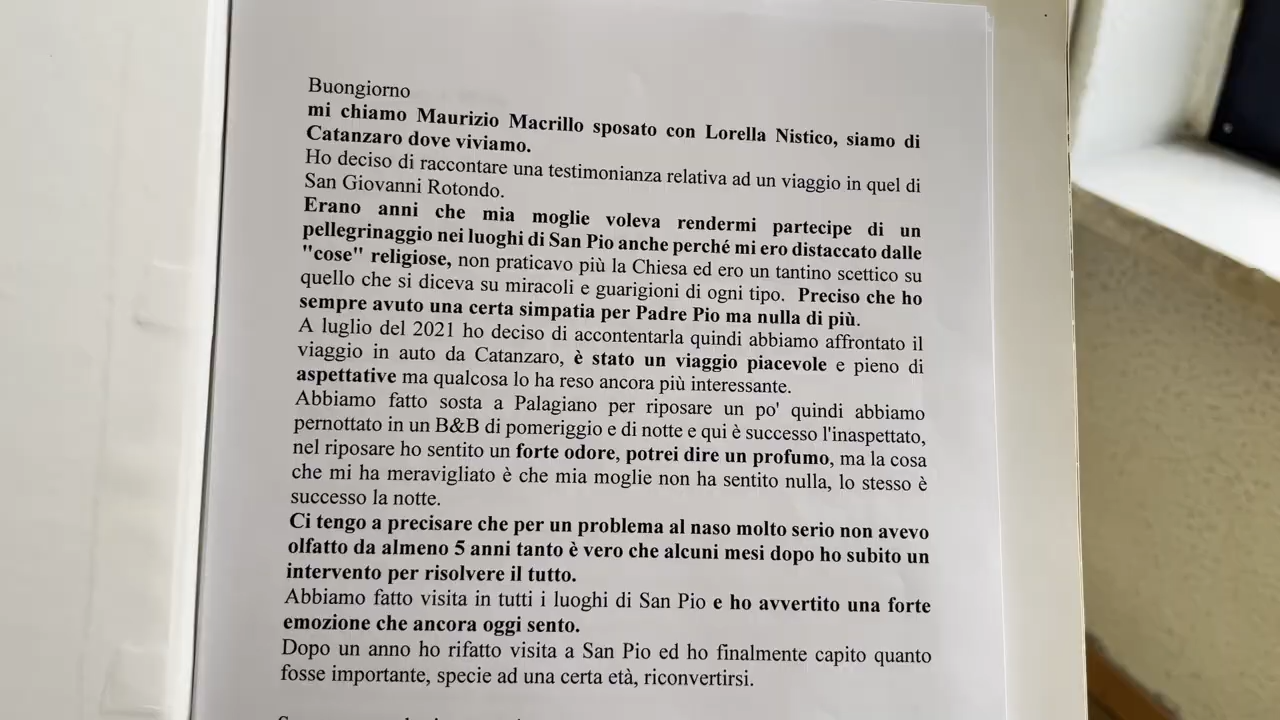 Buongiorno
mi chiamo Maurizio Macrillo sposato con Lorella Nistico, siamo di
Catanzaro dove viviamo.
Ho deciso di raccontare una testimonianza relativa ad un viaggio in quel di
San Giovanni Rotondo.
Erano anni che mia moglie voleva rendermi partecipe di un
pellegrinaggio nei luoghi di San Pio anche perché mi ero distaccato dalle
"cose" religiose, non praticavo più la Chiesa ed ero un tantino scettico su
quello che si diceva su miracoli e guarigioni di ogni tipo. Preciso che ho
sempre avuto una certa simpatia per Padre Pio ma nulla di più.
A luglio del 2021 ho deciso di accontentarla quindi abbiamo affrontato il
viaggio in auto da Catanzaro, è stato un viaggio piacevole e pieno di
aspettative ma qualcosa lo ha reso ancora più interessante.
Abbiamo fatto sosta a Palagiano per riposare un po' quindi abbiamo
pernottato in un B&B di pomeriggio e di notte e qui è successo l'inaspettato,
nel riposare ho sentito un forte odore, potrei dire un profumo, ma la cosa
che mi ha meravigliato è che mia moglie non ha sentito nulla, lo stesso è
successo la notte.
Ci tengo a precisare che per un problema al naso molto serio non avevo
olfatto da almeno 5 anni tanto è vero che alcuni mesi dopo ho subito un
intervento per risolvere il tutto.
Abbiamo fatto visita in tutti i luoghi di San Pio e ho avvertito una forte
emozione che ancora oggi sento.
Dopo un anno ho rifatto visita a San Pio ed ho finalmente capito quanto
fosse importante, specie ad una certa età, riconvertirsi.